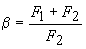 β = (F₁ + F₂) / F₂